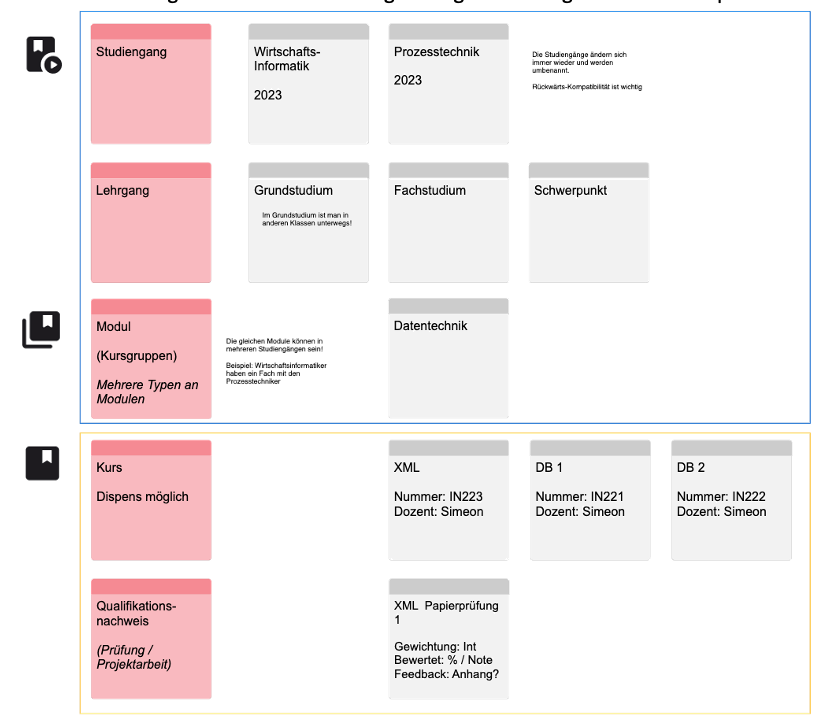 Studiengang
Wirtschafts-
Informatik
2023
Prozesstechnik
2023
Die Studiengänge ändern sich
immer wieder und werden
umbenannt.
Rückwärts-Kompatibilität ist wichtig
Lehrgang
Grundstudium
Im Grundstudium ist man in
anderen Klassen unterwegs!
Fachstudium
Schwerpunkt
Modul
(Kursgruppen)
Mehrere Typen an
Modulen
Die gleichen Module können in
mehreren Studiengängen sein!
Beispiel: Wirtschaftsinformatiker
haben ein Fach mit den
Prozesstechniker
Datentechnik
Kurs
Dispens möglich
XML
Nummer: IN223
Dozent: Simeon
DB 1
Nummer: IN221
Dozent: Simeon
DB 2
Nummer: IN222
Dozent: Simeon
Qualifikations-
nachweis
(Prüfung /
Projektarbeit)
XML Papierprüfung
1
Gewichtung: Int
Bewertet: % / Note
Feedback: Anhang?